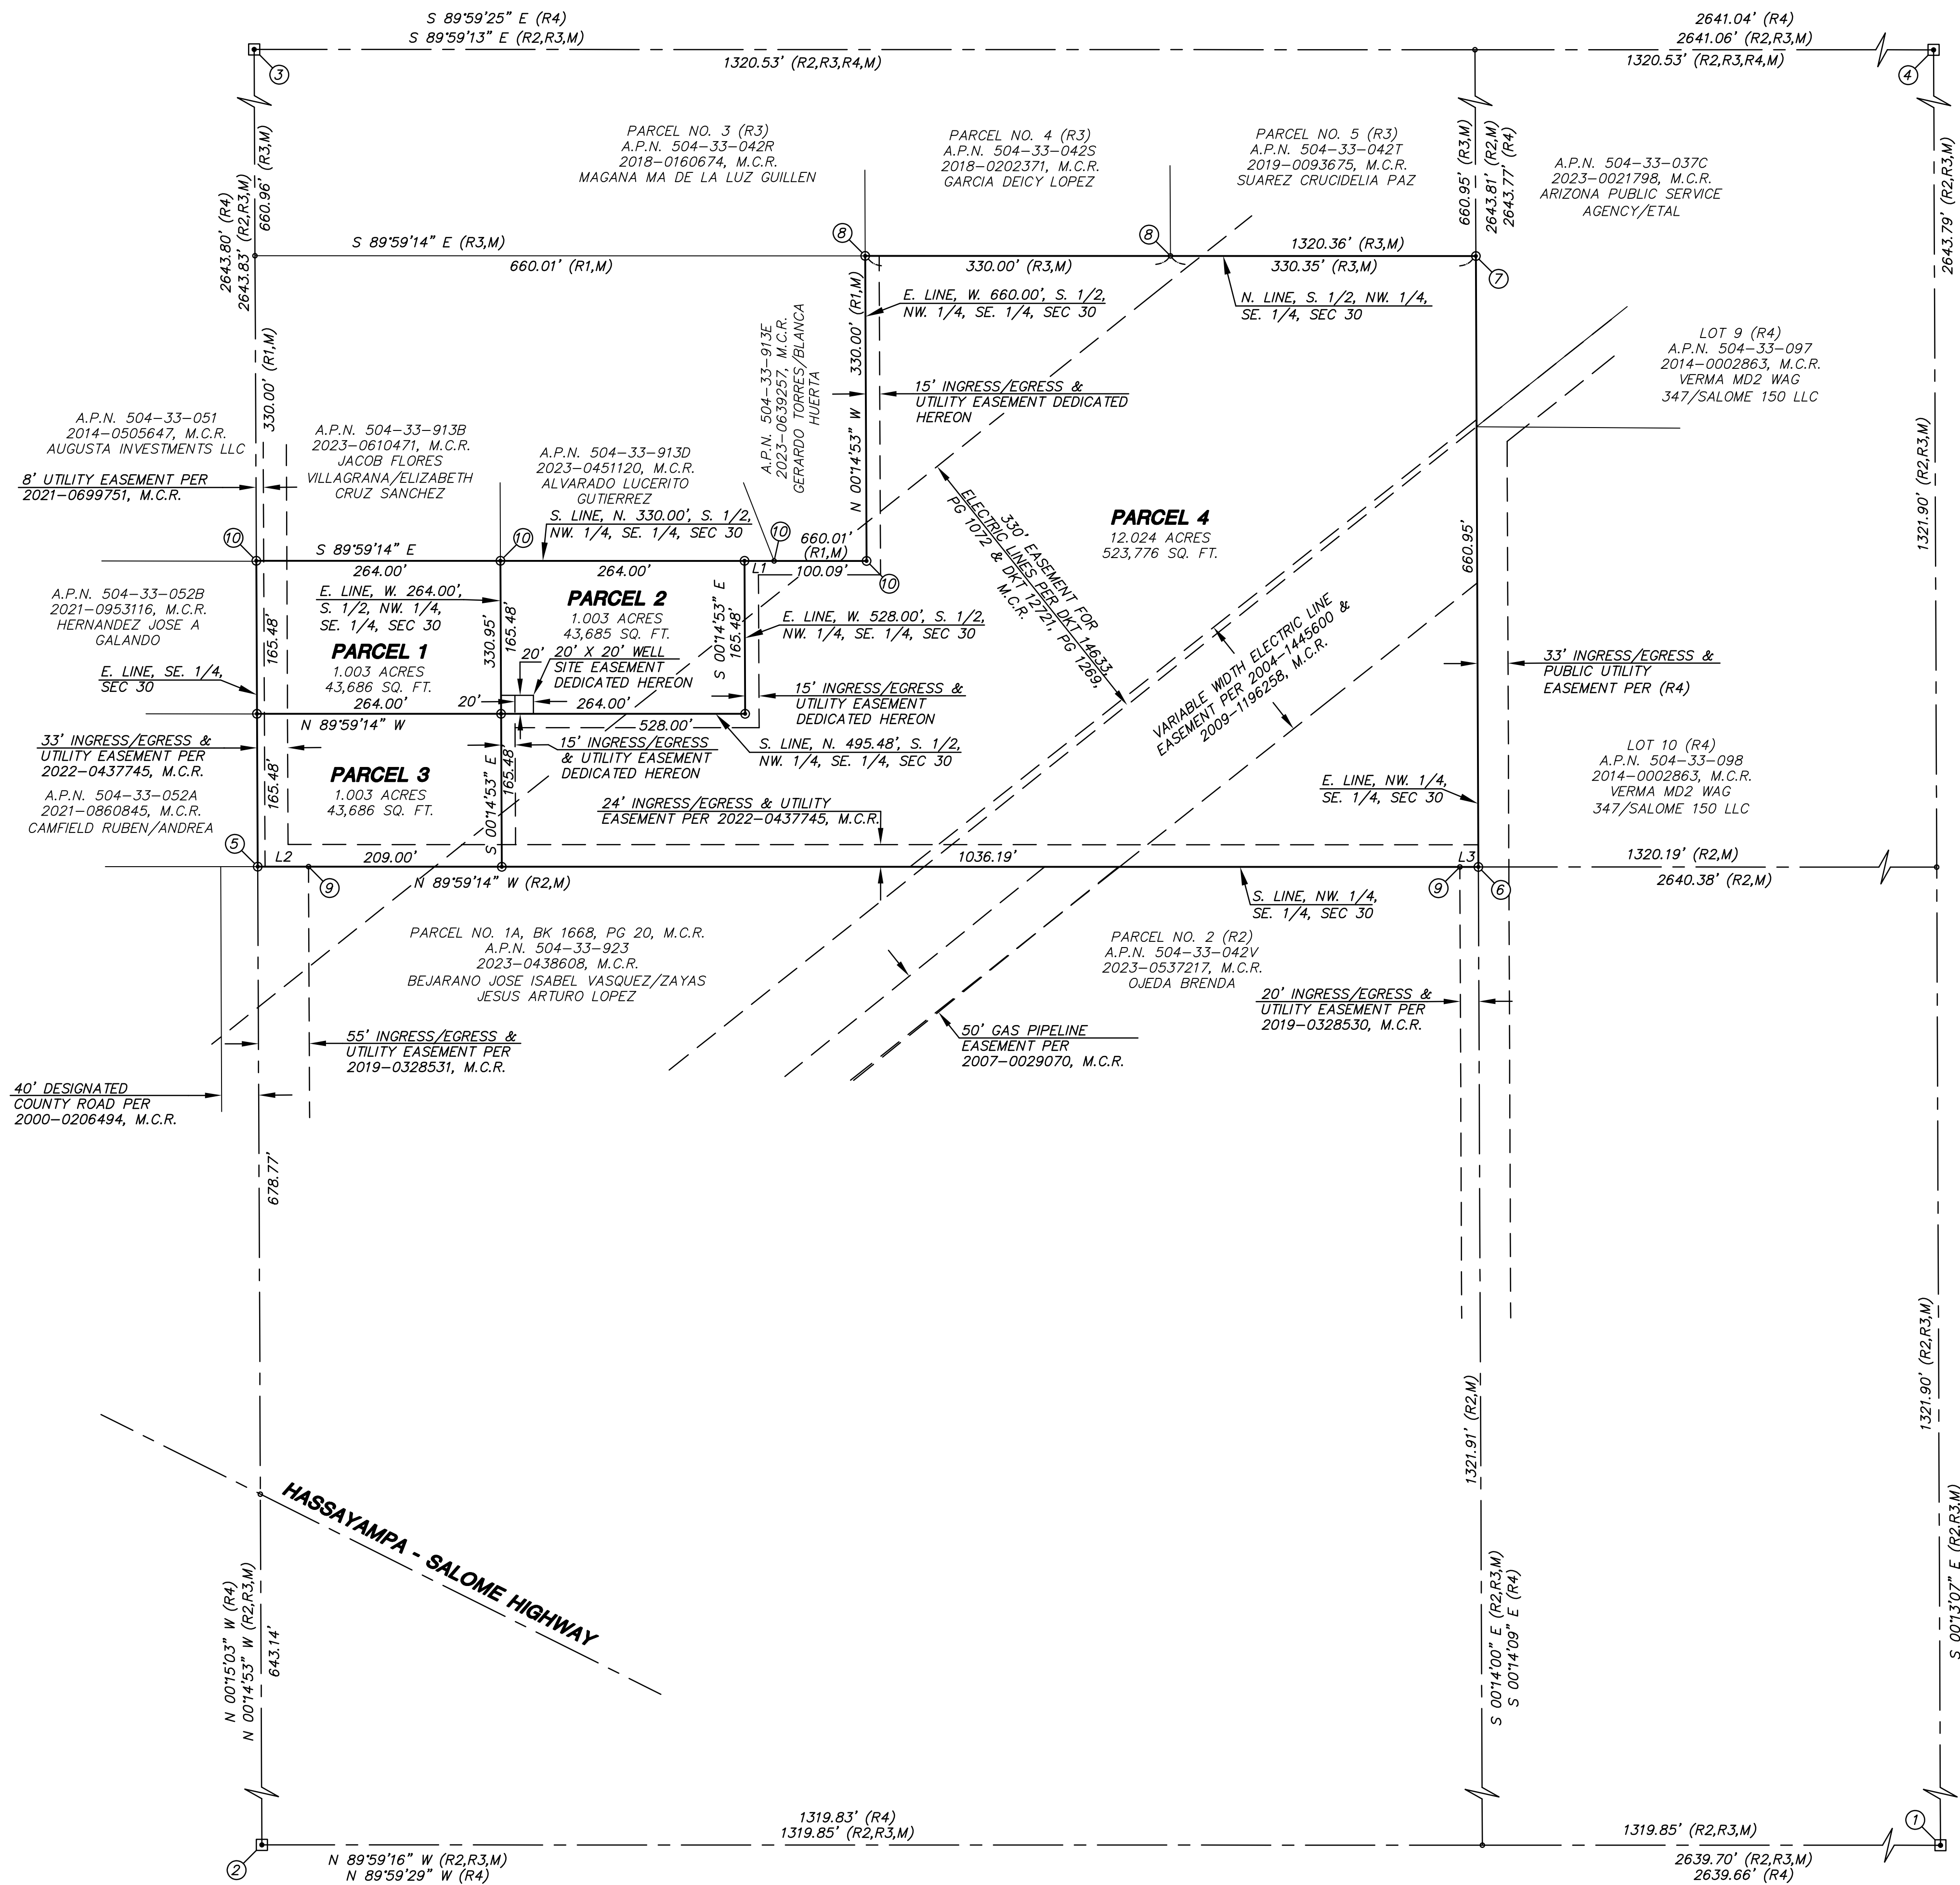 S 89°59'25" E (R4)
S 89°59'13" E (R2,R3,M)
2641.04' (R4)
2641.06' (R2,R3,M)
1320.53' (R2,R3,R4,M)
1320.53' (R2,R3,R4,M)
3
4
2643.80' (R4)
2643.83' (R2,R3,M)
660.96' (R3,M)
PARCEL NO. 3 (R3)
A.P.N. 504-33-042R
2018-0160674, M.C.R.
MAGANA MA DE LA LUZ GUILLEN
PARCEL NO. 4 (R3)
A.P.N. 504-33-042S
2018-0202371, M.C.R.
GARCIA DEICY LOPEZ
PARCEL NO. 5 (R3)
A.P.N. 504-33-042T
2019-0093675, M.C.R.
SUAREZ CRUCIDELIA PAZ
660.95' (R3,M)
2643.81' (R2,M)
2643.77' (R4)
A.P.N. 504-33-037C
2023-0021798, M.C.R.
ARIZONA PUBLIC SERVICE
AGENCY/ETAL
2643.79' (R2,R3,M)
S 89°59'14" E (R3,M)
660.01' (R1,M)
8
8
1320.36' (R3,M)
330.00' (R3,M)
330.35' (R3,M)
7
E. LINE, W. 660.00', S. 1/2,
NW. 1/4, SE. 1/4, SEC 30
N. LINE, S. 1/2, NW. 1/4,
SE. 1/4, SEC 30
330.00' (R1,M)
330.00' (R1,M)
N 00°14'53" W
A.P.N. 504-33-913E
2023-0639257, M.C.R.
GERARDO TORRES/BLANCA
HUERTA
15' INGRESS/EGRESS &
UTILITY EASEMENT DEDICATED
HEREON
LOT 9 (R4)
A.P.N. 504-33-097
2014-0002863, M.C.R.
VERMA MD2 WAG
347/SALOME 150 LLC
A.P.N. 504-33-051
2014-0505647, M.C.R.
AUGUSTA INVESTMENTS LLC
8' UTILITY EASEMENT PER
2021-0699751, M.C.R.
A.P.N. 504-33-913B
2023-0610471, M.C.R.
JACOB FLORES
VILLAGRANA/ELIZABETH
CRUZ SANCHEZ
A.P.N. 504-33-913D
2023-0451120, M.C.R.
ALVARADO LUCERITO
GUTIERREZ
S. LINE, N. 330.00', S. 1/2,
NW. 1/4, SE. 1/4, SEC 30
660.01'
(R1,M)
330' EASEMENT FOR
ELECTRIC LINES PER DKT 14633,
PG 1072 & DKT 12721, PG 1269,
M.C.R.
PARCEL 4
12.024 ACRES
523,776 SQ. FT.
660.95'
1321.90' (R2,R3,M)
10
10
10
10
S 89°59'14" E
264.00'
264.00'
L1
100.09'
E. LINE, W. 264.00',
S. 1/2, NW. 1/4,
SE. 1/4, SEC 30
PARCEL 2
1.003 ACRES
43,685 SQ. FT.
E. LINE, W. 528.00', S. 1/2,
NW. 1/4, SE. 1/4, SEC 30
A.P.N. 504-33-052B
2021-0953116, M.C.R.
HERNANDEZ JOSE A
GALANDO
165.48'
330.95'
165.48'
S 00°14'53" E
165.48'
PARCEL 1
1.003 ACRES
43,686 SQ. FT.
E. LINE, SE. 1/4,
SEC 30
20'
20' X 20' WELL
SITE EASEMENT
DEDICATED HEREON
20'
VARIABLE WIDTH ELECTRIC LINE
EASEMENT PER 2004-1445600 &
2009-1196258, M.C.R.
33' INGRESS/EGRESS &
PUBLIC UTILITY
EASEMENT PER (R4)
264.00'
N 89°59'14" W
264.00'
528.00'
15' INGRESS/EGRESS &
UTILITY EASEMENT
DEDICATED HEREON
33' INGRESS/EGRESS &
UTILITY EASEMENT PER
2022-0437745, M.C.R.
15' INGRESS/EGRESS
& UTILITY EASEMENT
DEDICATED HEREON
S. LINE, N. 495.48', S. 1/2,
NW. 1/4, SE. 1/4, SEC 30
165.48'
S 00°14'53" E
165.48'
PARCEL 3
1.003 ACRES
43,686 SQ. FT.
A.P.N. 504-33-052A
2021-0860845, M.C.R.
CAMFIELD RUBEN/ANDREA
24' INGRESS/EGRESS & UTILITY
EASEMENT PER 2022-0437745, M.C.R.
E. LINE, NW. 1/4,
SE. 1/4, SEC 30
LOT 10 (R4)
A.P.N. 504-33-098
2014-0002863, M.C.R.
VERMA MD2 WAG
347/SALOME 150 LLC
5
L2
209.00'
9
N 89°59'14" W (R2,M)
1036.19'
L3
9
6
1320.19' (R2,M)
2640.38' (R2,M)
S. LINE, NW. 1/4,
SE. 1/4, SEC 30
PARCEL NO. 1A, BK 1668, PG 20, M.C.R.
A.P.N. 504-33-923
2023-0438608, M.C.R.
BEJARANO JOSE ISABEL VASQUEZ/ZAYAS
JESUS ARTURO LOPEZ
PARCEL NO. 2 (R2)
A.P.N. 504-33-042V
2023-0537217, M.C.R.
OJEDA BRENDA
20' INGRESS/EGRESS &
UTILITY EASEMENT PER
2019-0328530, M.C.R.
50' GAS PIPELINE
EASEMENT PER
2007-0029070, M.C.R.
55' INGRESS/EGRESS &
UTILITY EASEMENT PER
2019-0328531, M.C.R.
40' DESIGNATED
COUNTY ROAD PER
2000-0206494, M.C.R.
678.77'
1321.91' (R2,M)
1321.90' (R2,R3,M)
HASSAYAMPA - SALOME HIGHWAY
N 00°15'03" W (R4)
N 00°14'53" W (R2,R3,M)
643.14'
S 00°14'00" E (R2,R3,M)
S 00°14'09" E (R4)
S 00°13'07" E (R2,R3,M)
1319.83' (R4)
1319.85' (R2,R3,M)
1319.85' (R2,R3,M)
1
2
N 89°59'16" W (R2,R3,M)
N 89°59'29" W (R4)
2639.70' (R2,R3,M)
2639.66' (R4)